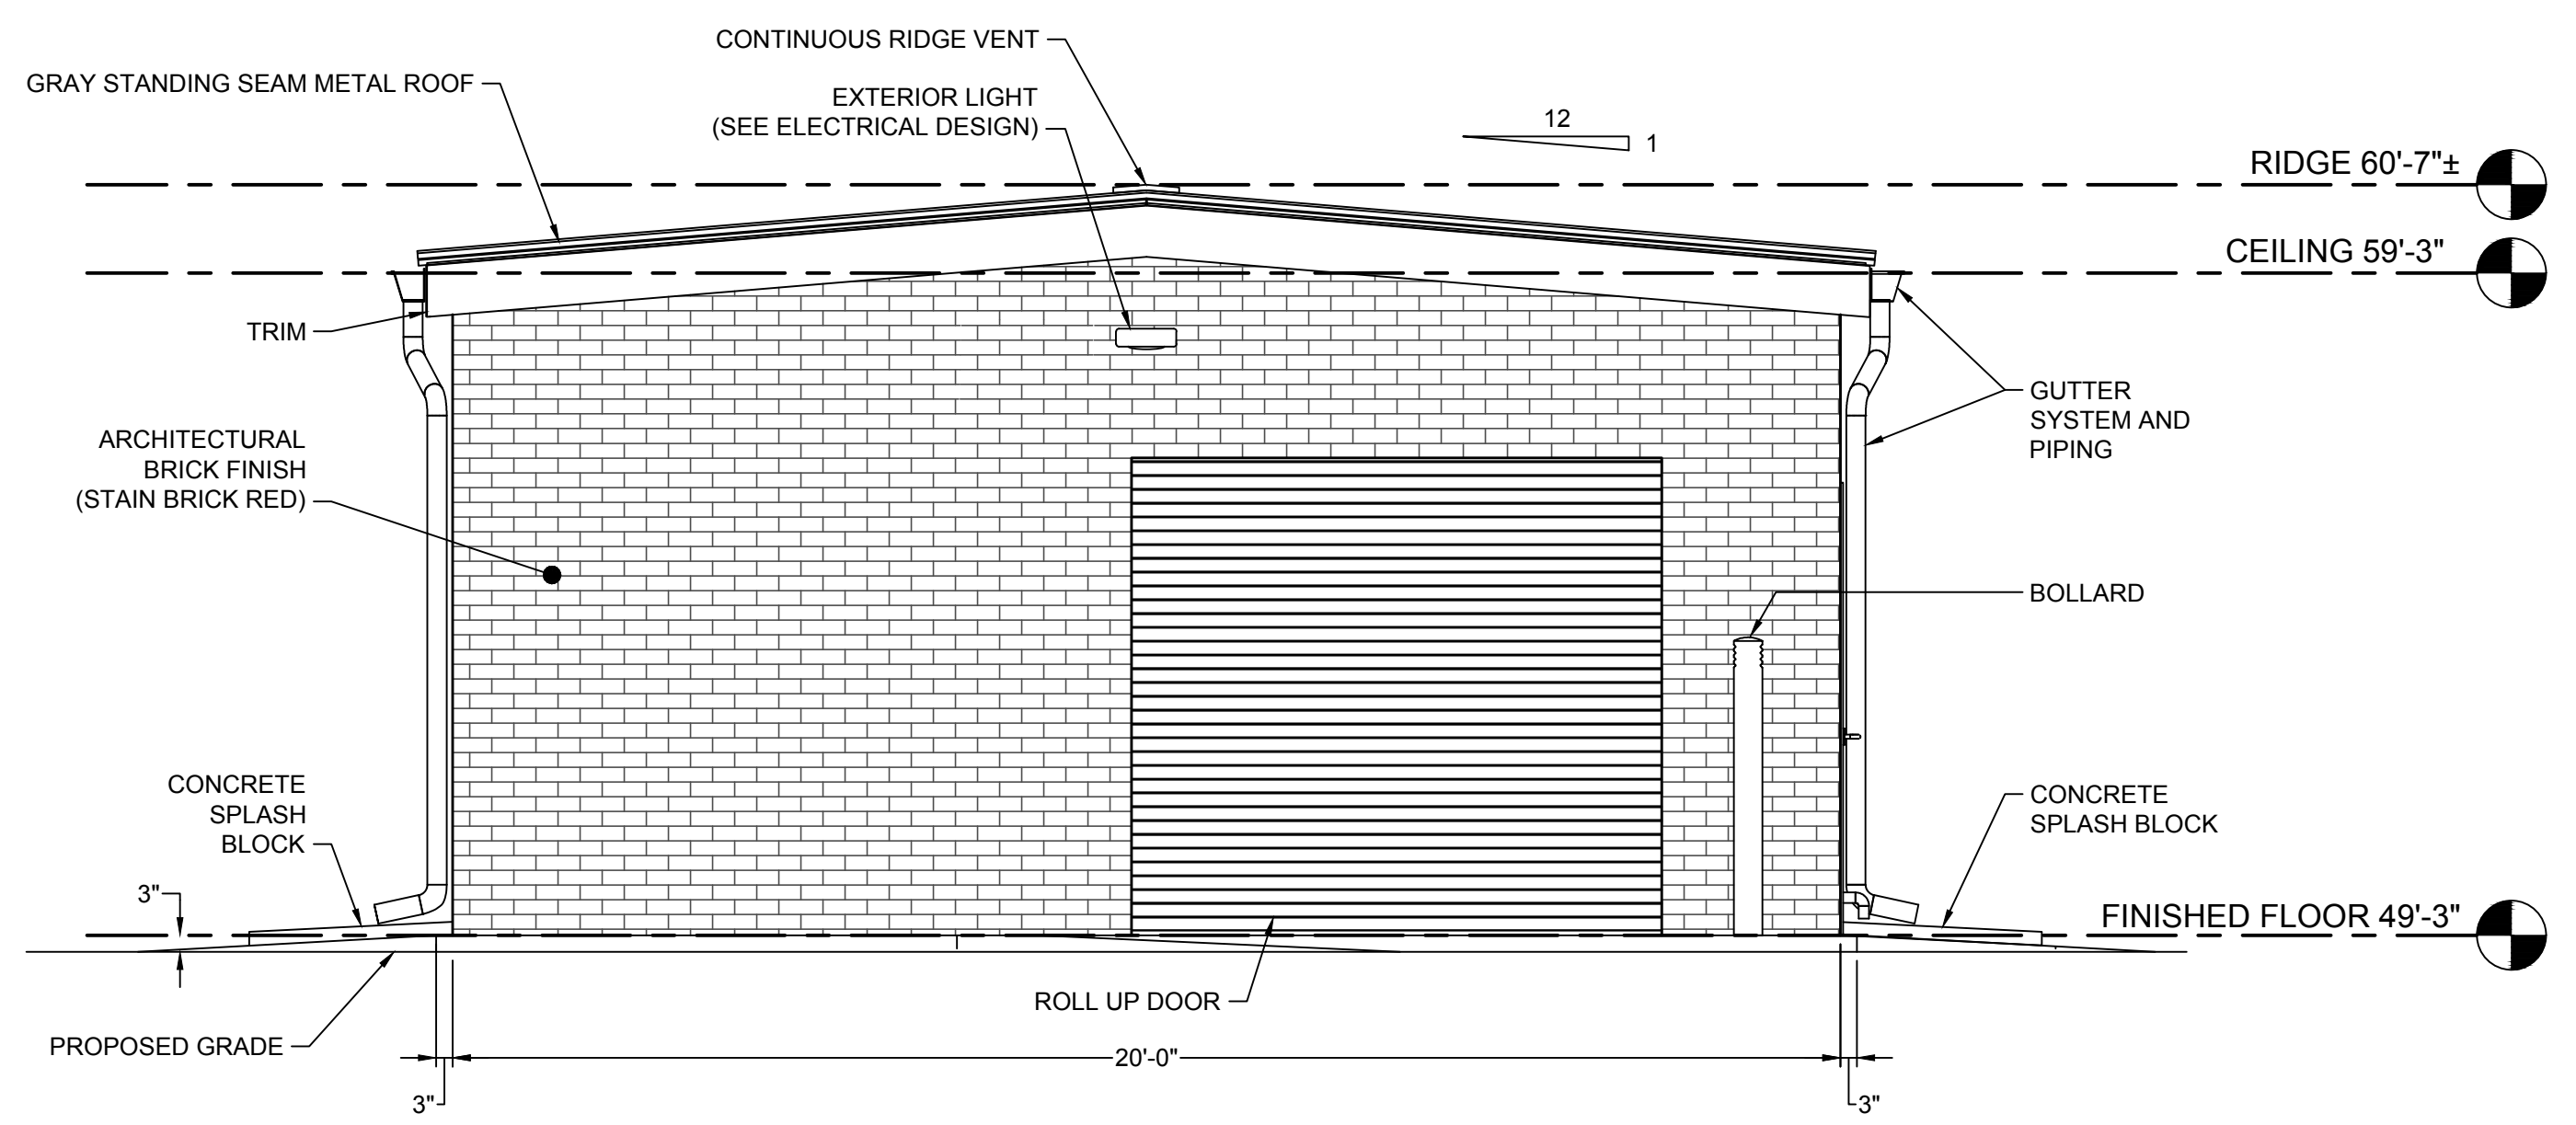 CONTINUOUS RIDGE VENT
GRAY STANDING SEAM METAL ROOF
EXTERIOR LIGHT
(SEE ELECTRICAL DESIGN)
12
1
RIDGE 60'-7"±
CEILING 59'-3"
TRIM
GUTTER
SYSTEM AND
PIPING
ARCHITECTURAL
BRICK FINISH
(STAIN BRICK RED)
BOLLARD
CONCRETE
SPLASH
BLOCK
CONCRETE
SPLASH BLOCK
3"
FINISHED FLOOR 49'-3"
ROLL UP DOOR
PROPOSED GRADE
20'-0"
3"
3"